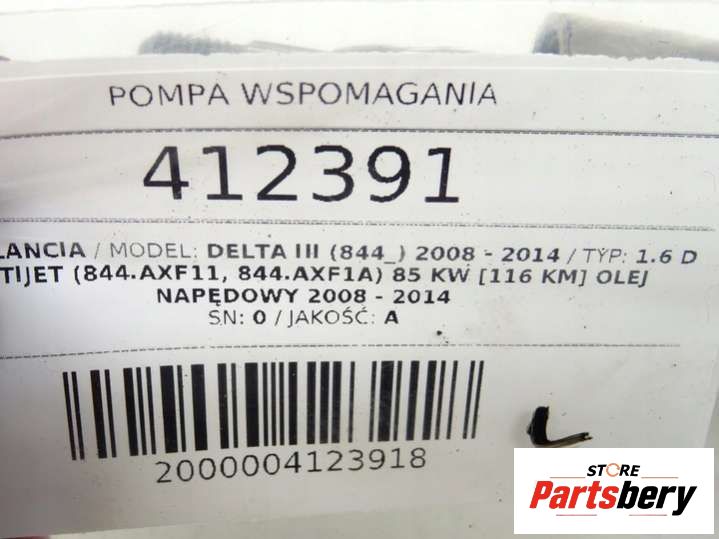 POMPA WSPOMAGANIA
412391
LANCIA / MODEL: DELTA III (844_) 2008 - 2014 / TYP: 1.6 D
TIJET (844.AXF11, 844.AXF1A) 85 KW [116 KM] OLEJ
NAPĘDOWY 2008 - 2014
SN: 0 / JAKOŚĆ: A
2000004123918
STORE
Partsbery